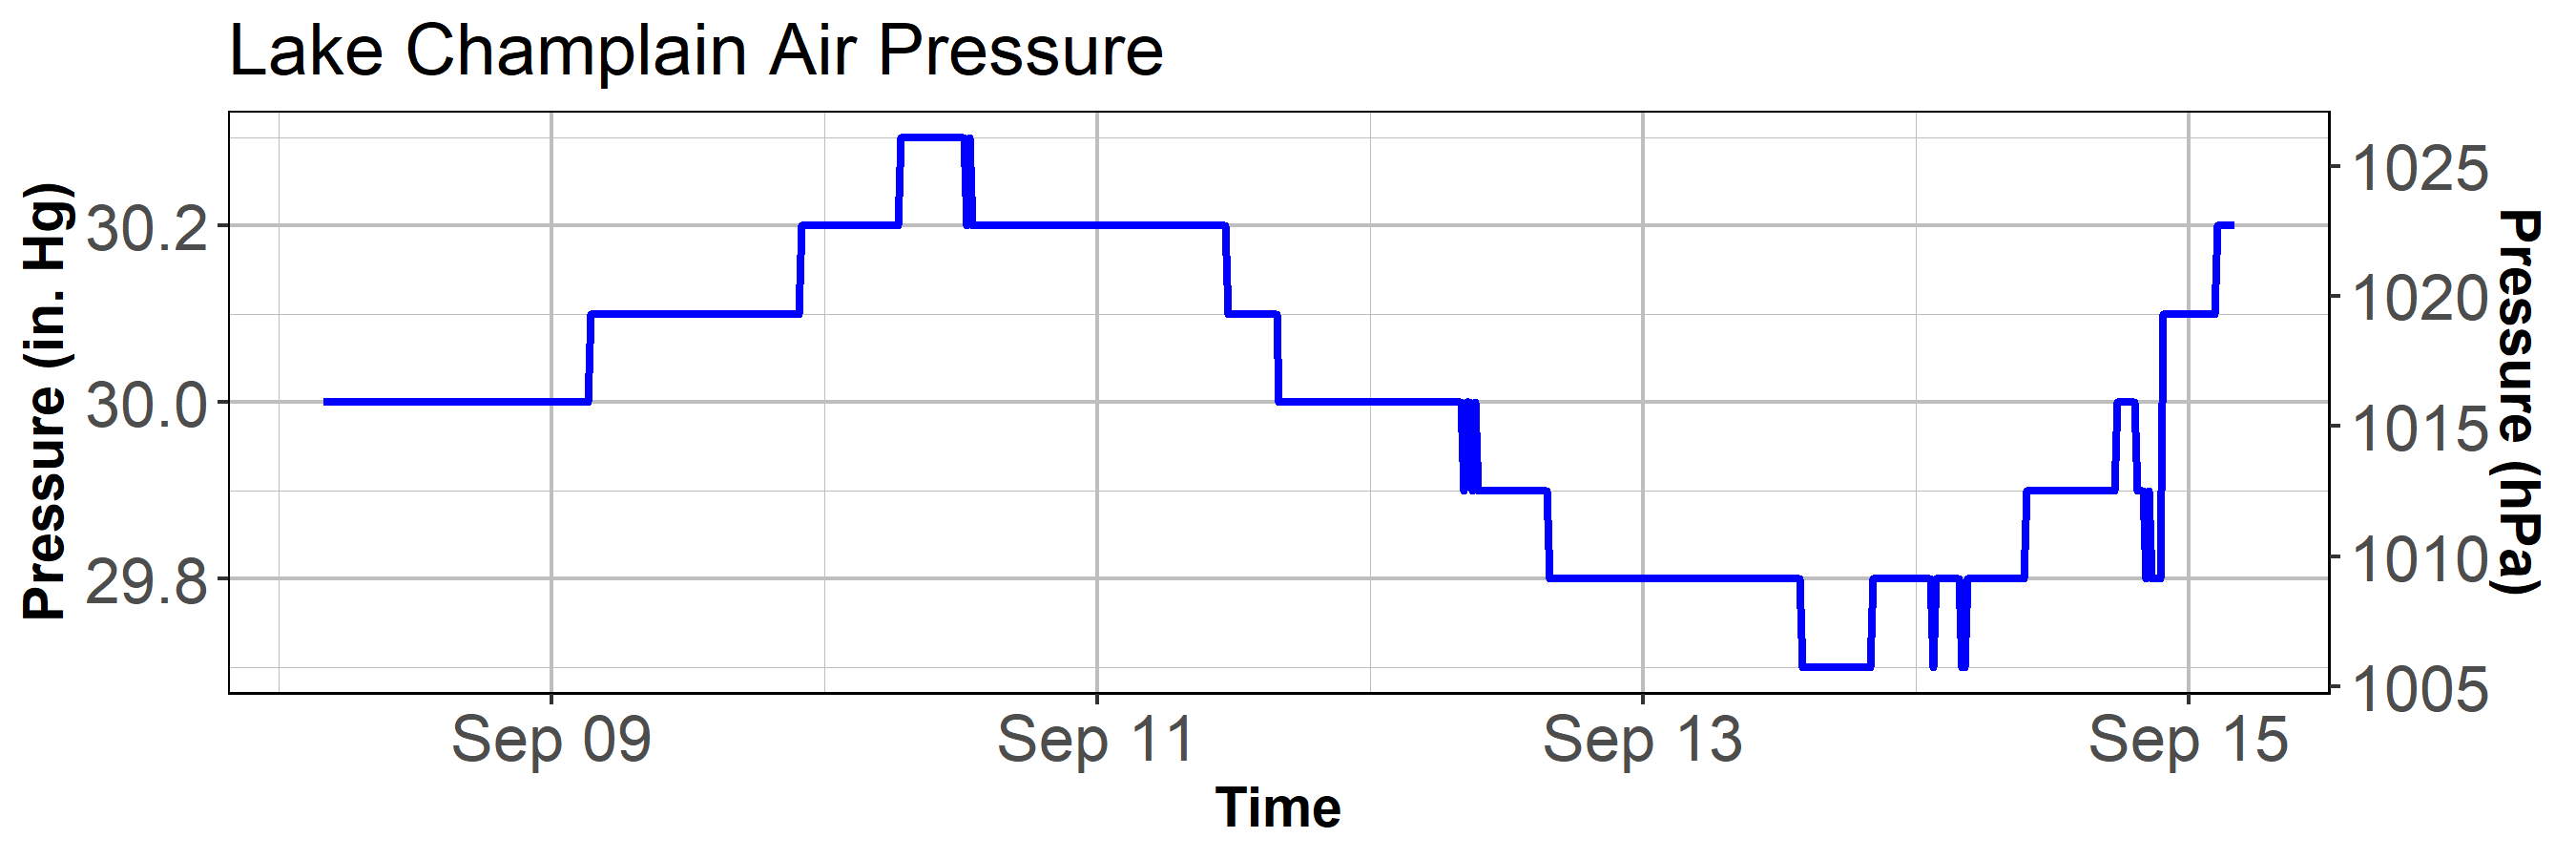 Lake Champlain Air Pressure
Pressure (in. Hg)
30.2
30.0
29.8
1025
1020
1015
1010
1005
Pressure (hPa)
Sep 09
Sep 11
Sep 13
Sep 15
Time